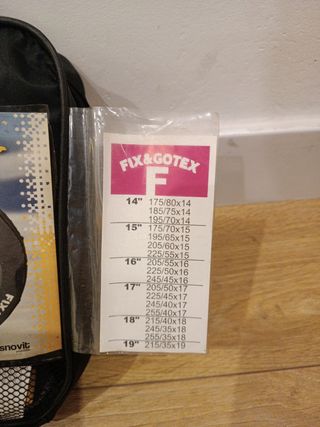 FIX&GOTEX
F
14" 175/80x14
185/75x14
195/70x14
15" 175/70x15
195/65x15
205/60x15
225/55x15
16" 205/55x16
225/50x16
245/45x16
17" 205/50x17
225/45x17
245/40x17
255/40x17
18" 215/40x18
245/35x18
255/35x18
19" 215/35x19
FIX
snovit